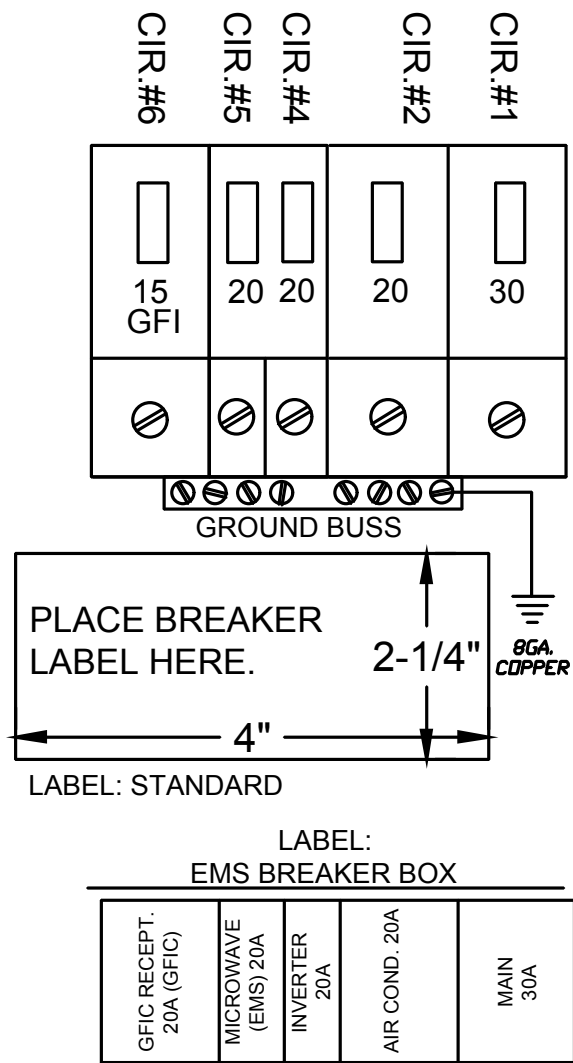 CIR.#6
CIR.#5
CIR.#4
CIR.#2
CIR.#1
15
GFI
20
20
20
30
GROUND BUSS
PLACE BREAKER
LABEL HERE.
2-1/4"
4"
8GA.
COPPER
LABEL: STANDARD
LABEL:
EMS BREAKER BOX
GFIC RECEPT.
20A (GFIC)
MICROWAVE
(EMS) 20A
INVERTER
20A
AIR COND. 20A
MAIN
30A